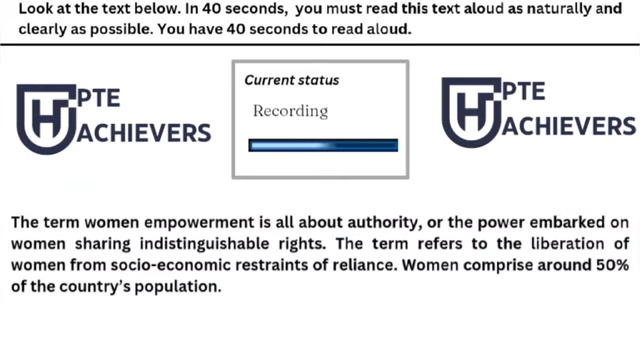 Look at the text below. In 40 seconds, you must read this text aloud as naturally and
clearly as possible. You have 40 seconds to read aloud.
PTE
ACHIEVERS
Current status
Recording
PTE
ACHIEVERS
The term women empowerment is all about authority, or the power embarked on
women sharing indistinguishable rights. The term refers to the liberation of
women from socio-economic restraints of reliance. Women comprise around 50%
of the country's population.